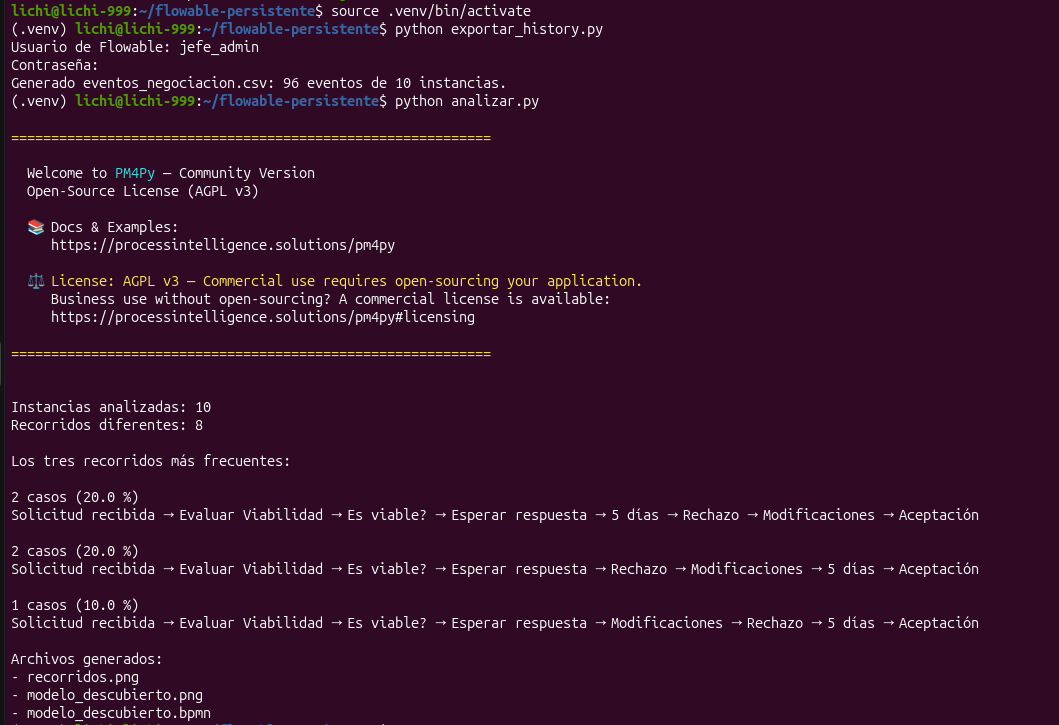 lichi@lichi-999:~/flowable-persistente$ source .venv/bin/activate
(.venv) lichi@lichi-999:~/flowable-persistente$ python exportar_history.py
Usuario de Flowable: jefe_admin
Contraseña:
Generado eventos_negociacion.csv: 96 eventos de 10 instancias.
(.venv) lichi@lichi-999:~/flowable-persistente$ python analizar.py
============================================================
Welcome to PM4Py — Community Version
Open-Source License (AGPL v3)
📚 Docs & Examples:
https://processintelligence.solutions/pm4py
⚖️ License: AGPL v3 — Commercial use requires open-sourcing your application.
Business use without open-sourcing? A commercial license is available:
https://processintelligence.solutions/pm4py#licensing
============================================================
Instancias analizadas: 10
Recorridos diferentes: 8
Los tres recorridos más frecuentes:
2 casos (20.0 %)
Solicitud recibida → Evaluar Viabilidad → Es viable? → Esperar respuesta → 5 días → Rechazo → Modificaciones → Aceptación
2 casos (20.0 %)
Solicitud recibida → Evaluar Viabilidad → Es viable? → Esperar respuesta → Rechazo → Modificaciones → 5 días → Aceptación
1 casos (10.0 %)
Solicitud recibida → Evaluar Viabilidad → Es viable? → Esperar respuesta → Modificaciones → Rechazo → 5 días → Aceptación
Archivos generados:
- recorridos.png
- modelo_descubierto.png
- modelo_descubierto.bpmn